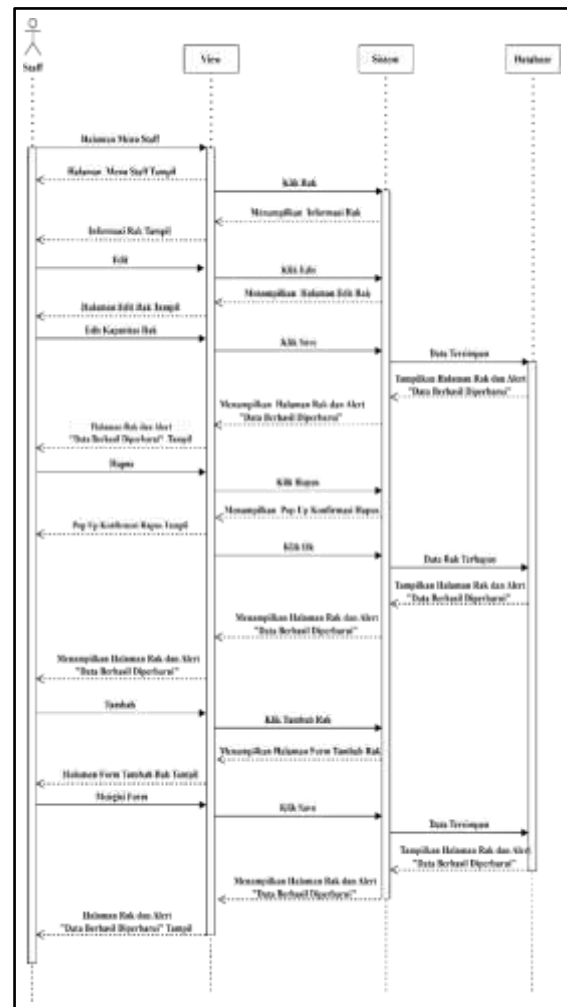 Staff
View
Sistem
Database
Halaman Menu Staff
Halaman Menu Staff Tampil
Klik Rak
Menampilkan Informasi Rak
Informasi Rak Tampil
Edit
Klik Edit
Menampilkan Halaman Edit Rak
Halaman Edit Rak Tampil
Edit Kapasitas Rak
Klik Save
Data Tersimpan
Tampilkan Halaman Rak dan Alert
"Data Berhasil Diperbarui"
Menampilkan Halaman Rak dan Alert
"Data Berhasil Diperbarui"
Halaman Rak dan Alert
"Data Berhasil Diperbarui" Tampil
Hapus
Klik Hapus
Menampilkan Pop Up Konfirmasi Hapus
Pop Up Konfirmasi Hapus Tampil
Klik Ok
Data Rak Terhapus
Tampilkan Halaman Rak dan Alert
"Data Berhasil Diperbarui"
Menampilkan Halaman Rak dan Alert
"Data Berhasil Diperbarui"
Menampilkan Halaman Rak dan Alert
"Data Berhasil Diperbarui"
Tambah
Klik Tambah Rak
Menampilkan Halaman Form Tambah Rak
Halaman Form Tambah Rak Tampil
Mengisi Form
Klik Save
Data Tersimpan
Tampilkan Halaman Rak dan Alert
"Data Berhasil Diperbarui"
Menampilkan Halaman Rak dan Alert
"Data Berhasil Diperbarui"
Halaman Rak dan Alert
"Data Berhasil Diperbarui" Tampil